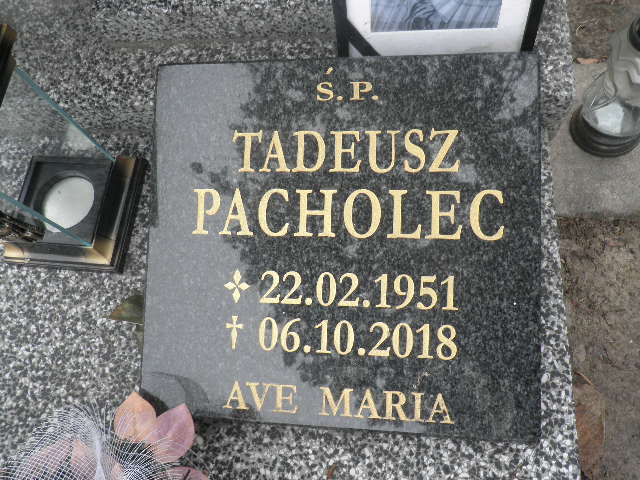 Ś.P.
TADEUSZ
PACHOLEC
✣ 22.02.1951
† 06.10.2018
AVE MARIA